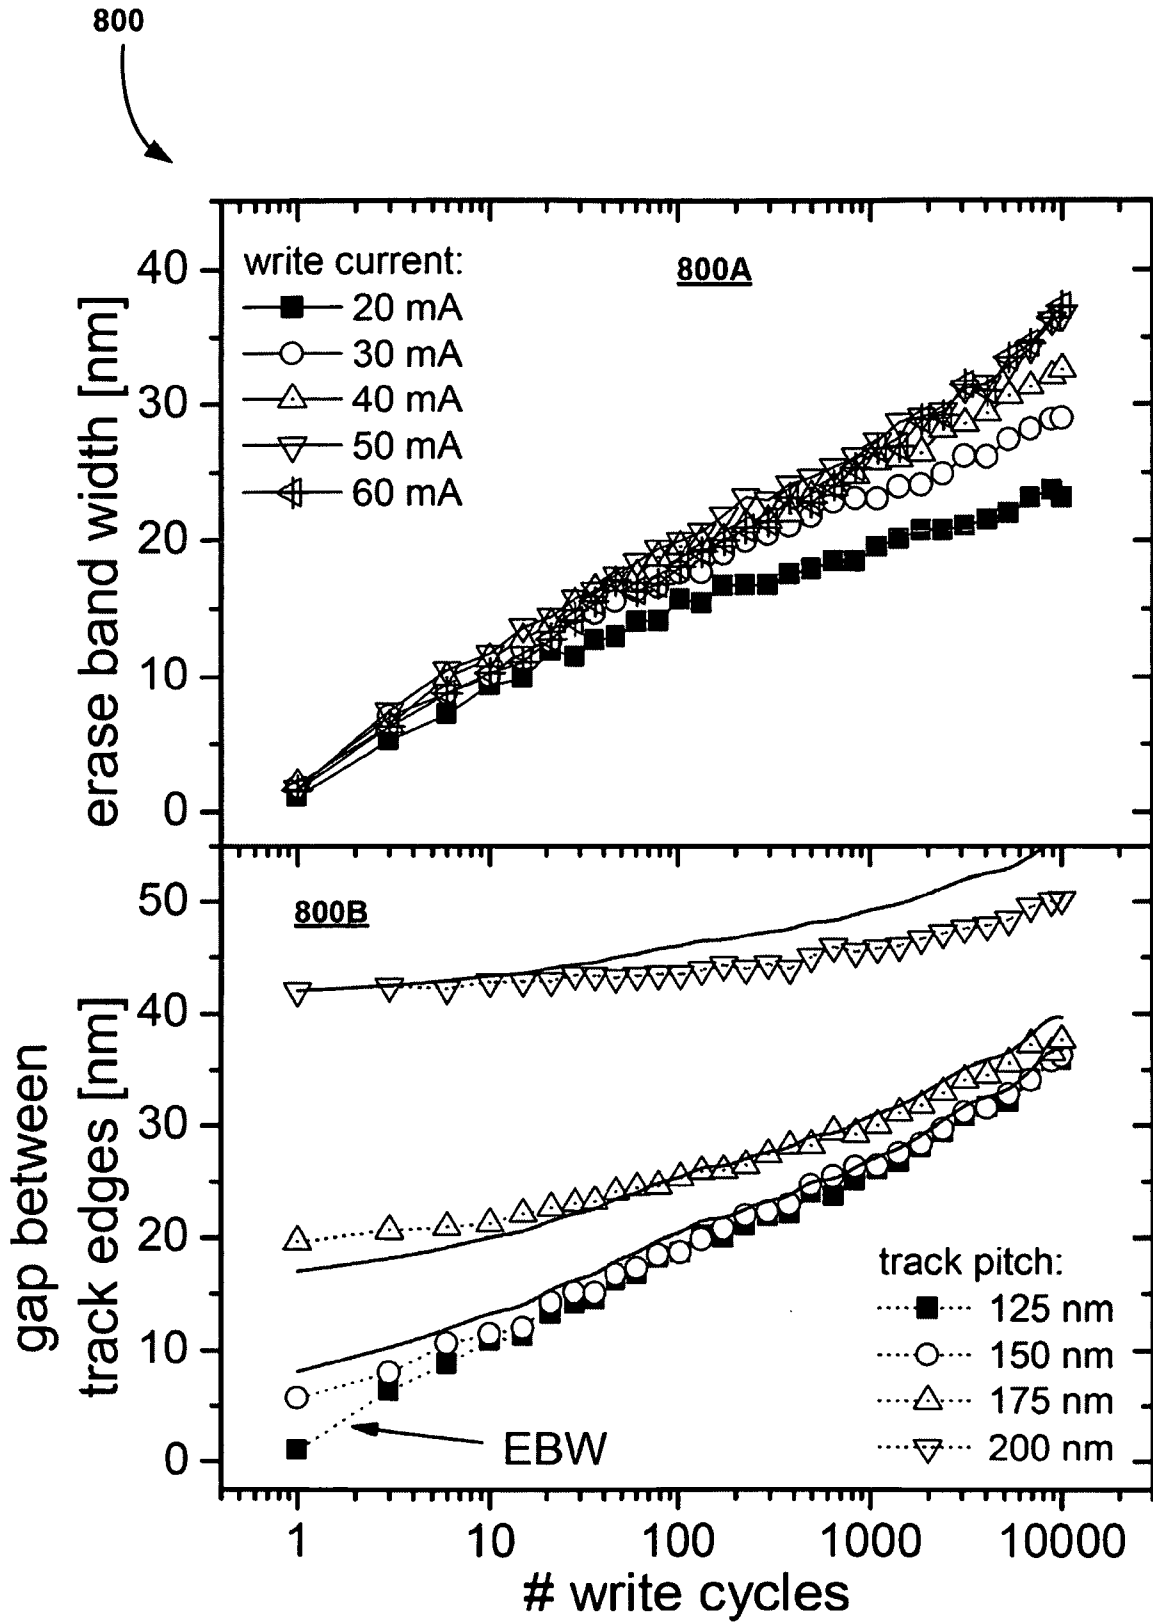 800
800A
write current:
20 mA
30 mA
40 mA
50 mA
60 mA
erase band width [nm]
40
30
20
10
0
800B
50
40
30
20
10
0
gap between
track edges [nm]
track pitch:
125 nm
150 nm
175 nm
200 nm
EBW
1 10 100 1000 10000
# write cycles